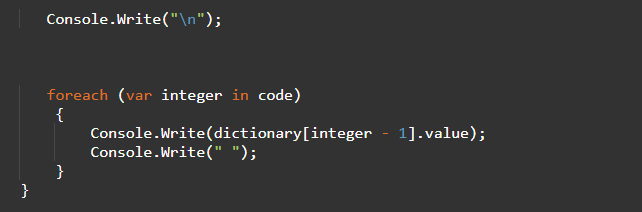 Console.Write("\n");
foreach (var integer in code)
{
Console.Write(dictionary[integer - 1].value);
Console.Write(" ");
}
}